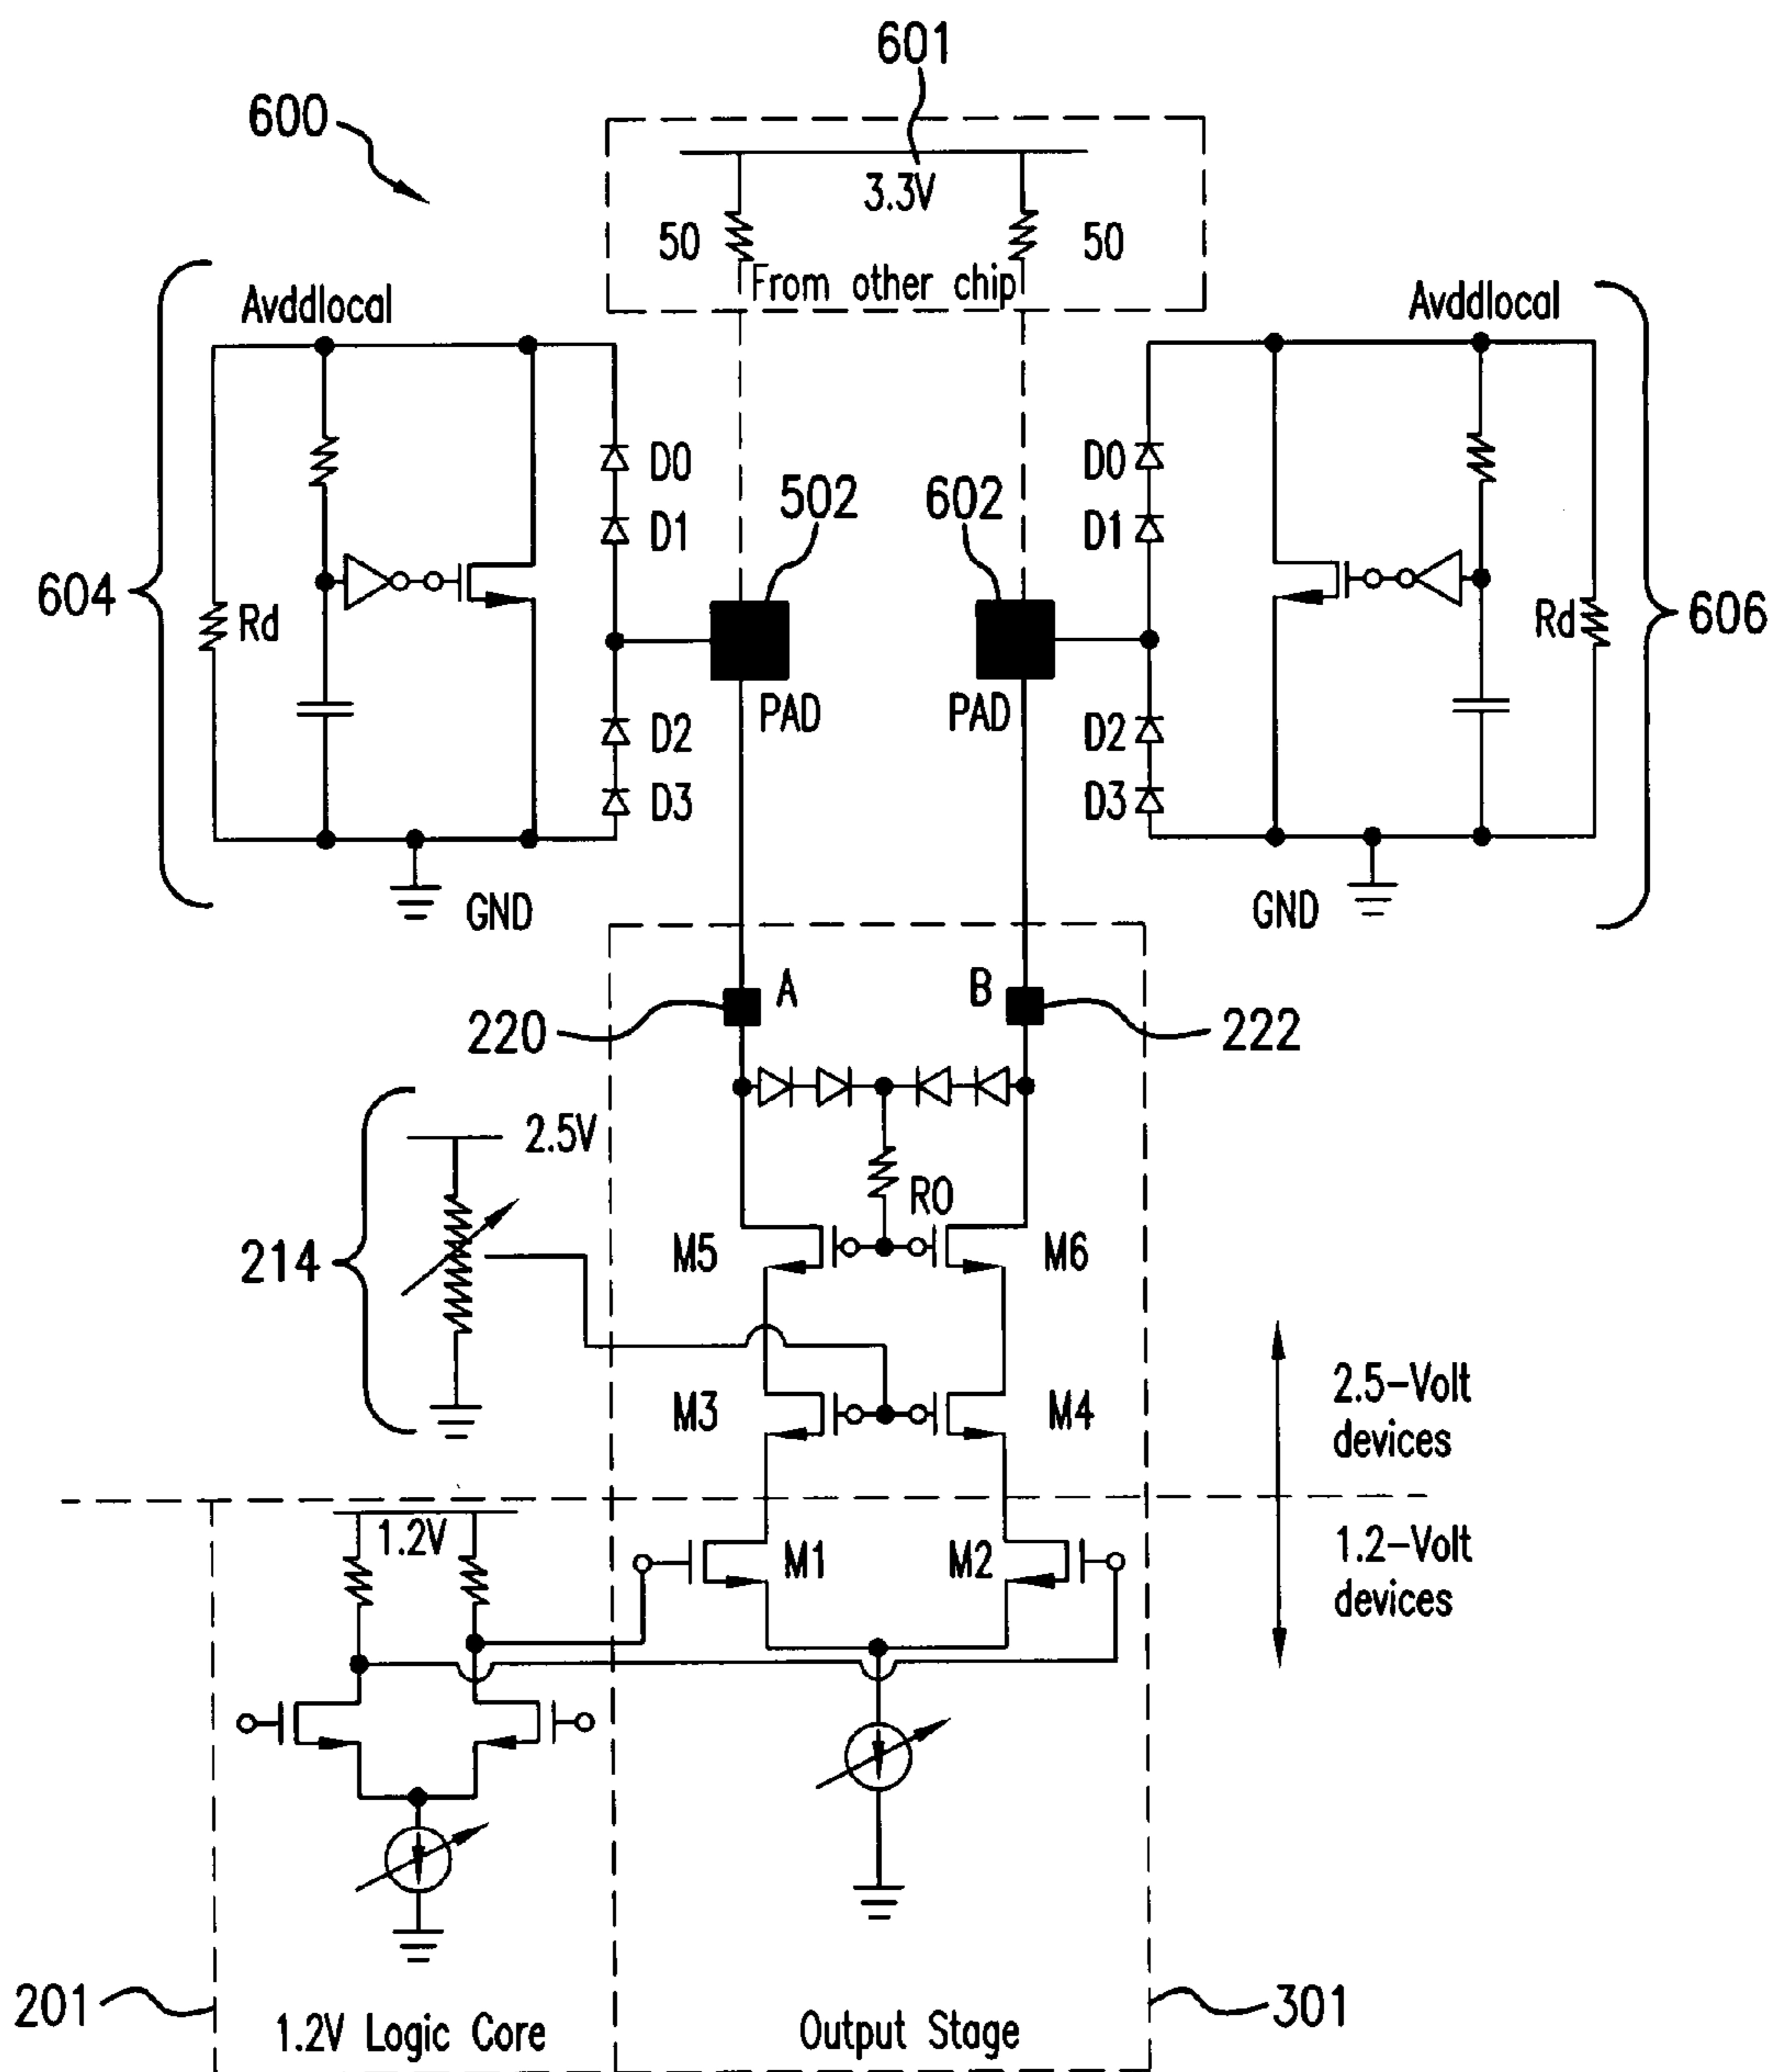 601
600
3.3V
50
50
From other chip
Avddlocal
Avddlocal
D0
D0
502
602
D1
D1
604
Rd
Rd
606
PAD
PAD
D2
D2
D3
D3
GND
GND
A
B
220
222
2.5V
R0
214
M5
M6
2.5-Volt
devices
M3
M4
1.2V
M1
M2
1.2-Volt
devices
201
301
1.2V Logic Core
Output Stage